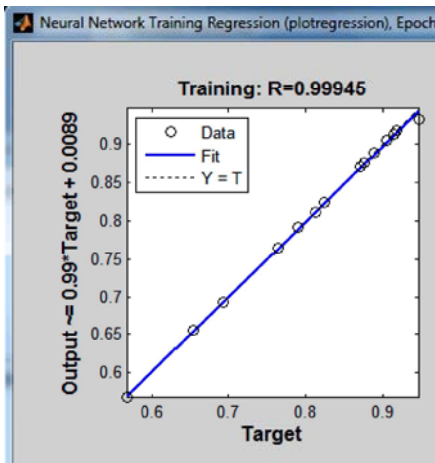 Neural Network Training Regression (plotregression), Epoch
Training: R=0.99945
Output ~= 0.99*Target + 0.0089
0.9
0.85
0.8
0.75
0.7
0.65
0.6
Data
Fit
Y = T
0.6 0.7 0.8 0.9
Target